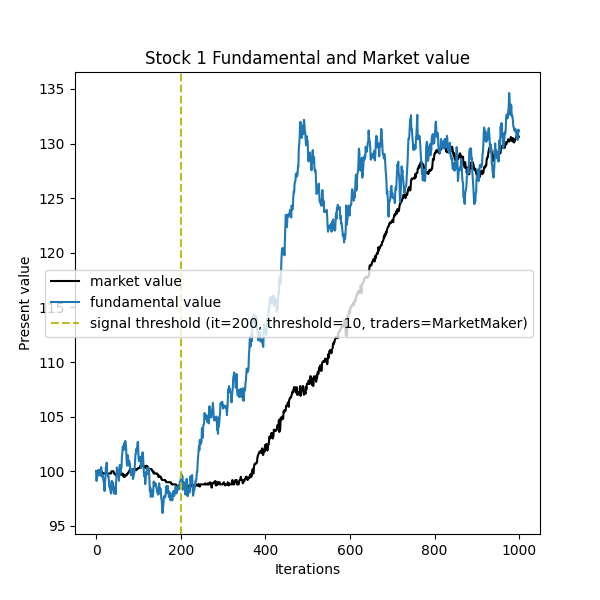 Stock 1 Fundamental and Market value
135
130
125
120
115
110
105
100
95
Present value
market value
fundamental value
signal threshold (it=200, threshold=10, traders=MarketMaker)
0 200 400 600 800 1000
Iterations